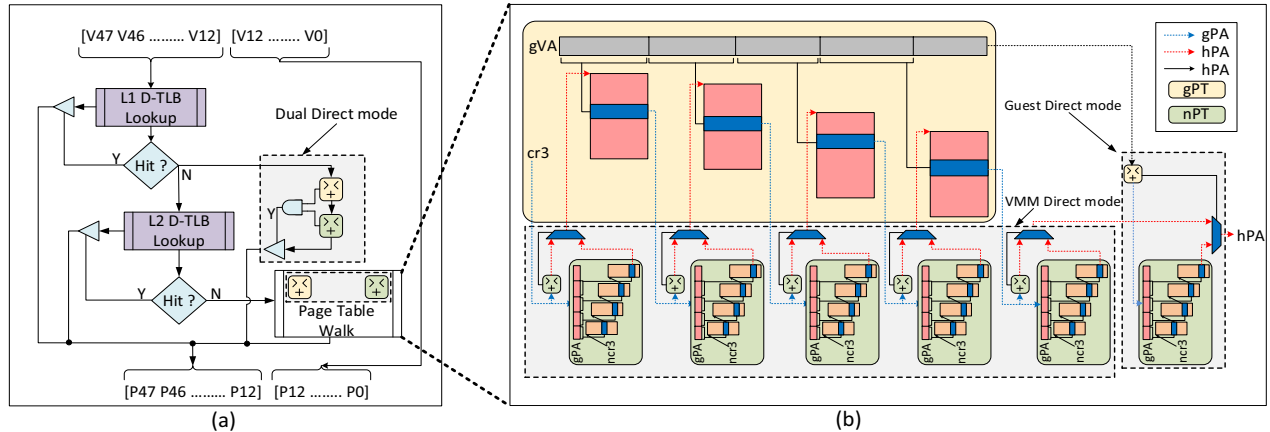 [V47 V46 ......... V12]
[V12 ....... V0]
L1 D-TLB
Lookup
Dual Direct mode
Y
Hit ?
N
Y
L2 D-TLB
Lookup
Y
Hit ?
N
Page Table
Walk
[P47 P46 ......... P12]
[P12 ........ P0]
(a)
gVA
cr3
gPA
hPA
hPA
gPT
nPT
Guest Direct mode
VMM Direct mode
hPA
gPA
ncr3
gPA
ncr3
gPA
ncr3
gPA
ncr3
gPA
ncr3
gPA
ncr3
(b)